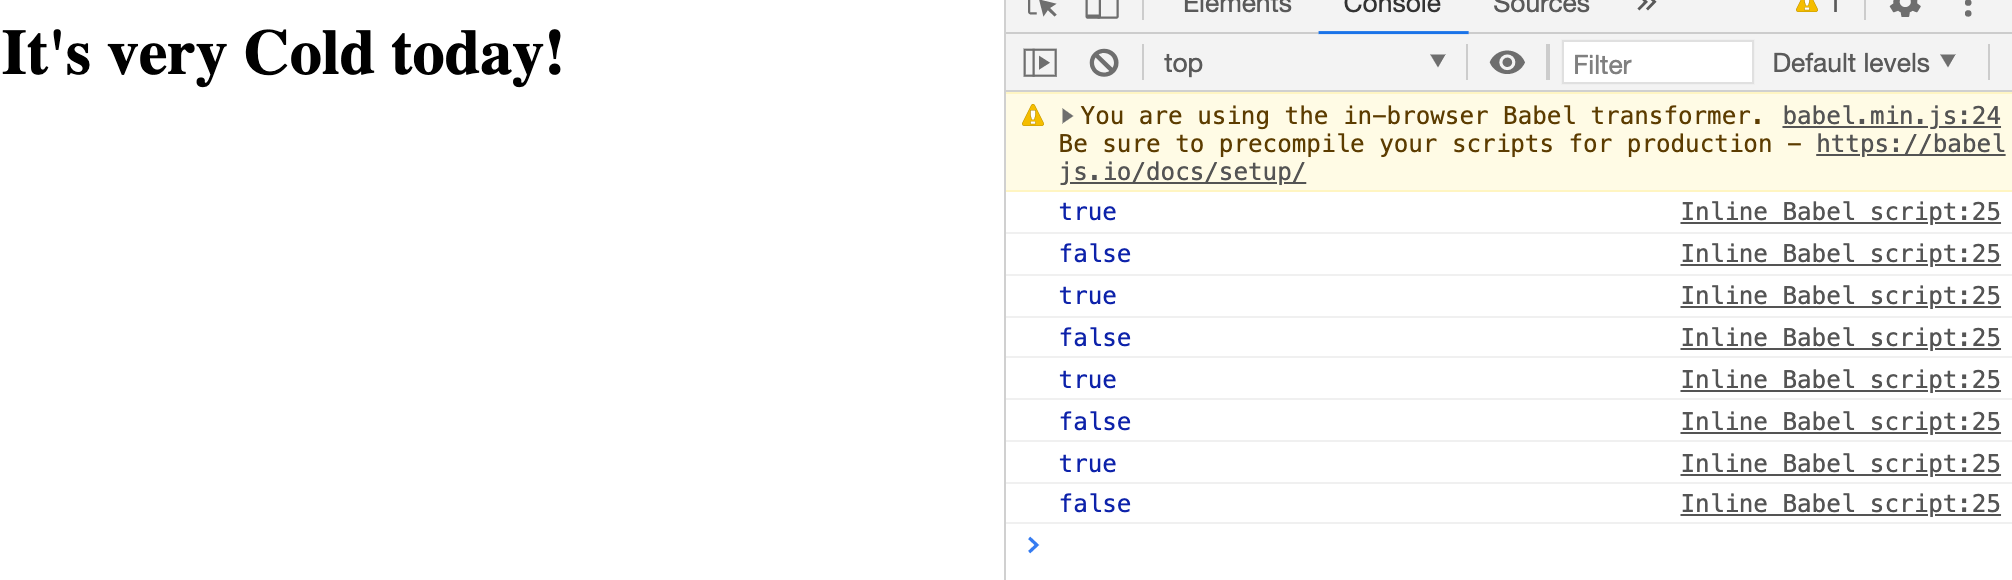 It's very Cold today!
Elements Console Sources » 1
top Filter Default levels
You are using the in-browser Babel transformer. babel.min.js:24
Be sure to precompile your scripts for production – https://babel
js.io/docs/setup/
true Inline Babel script:25
false Inline Babel script:25
true Inline Babel script:25
false Inline Babel script:25
true Inline Babel script:25
false Inline Babel script:25
true Inline Babel script:25
false Inline Babel script:25